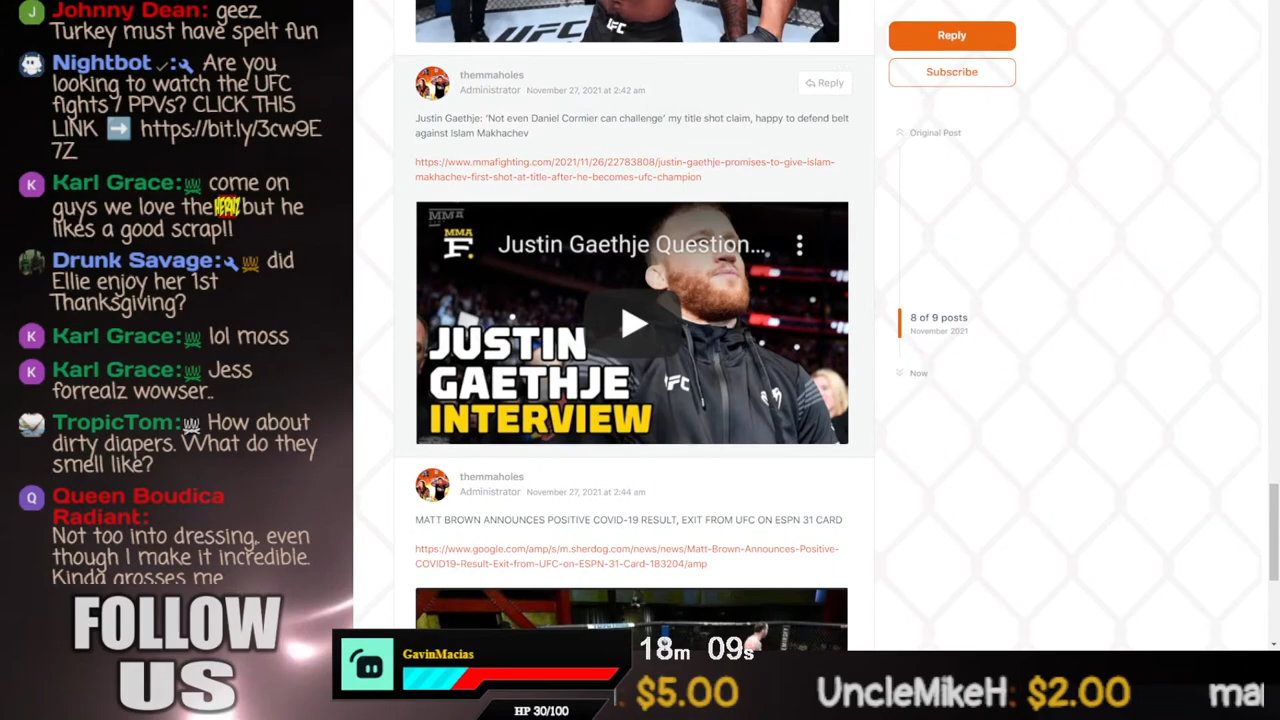 Johnny Dean: geez
Turkey must have spelt fun
Nightbot: Are you
looking to watch the UFC
fights / PPVs? CLICK THIS
LINK ➡ https://bit.ly/3cw9E
7Z
Karl Grace: come on
guys we love the but he
likes a good scrap!!
Drunk Savage: did
Ellie enjoy her 1st
Thanksgiving?
Karl Grace: lol moss
Karl Grace: Jess
forrealz wowser..
TropicTom: How about
dirty diapers. What do they
smell like?
Queen Boudica
Radiant:
Not too into dressing,. even
though I make it incredible.
Kinda grosses me
FOLLOW
US
UFC
themmaholes
Administrator November 27, 2021 at 2:42 am
Reply
Justin Gaethje: 'Not even Daniel Cormier can challenge' my title shot claim, happy to defend belt
against Islam Makhachev
https://www.mmafighting.com/2021/11/26/22783808/justin-gaethje-promises-to-give-islam-
makhachev-first-shot-at-title-after-he-becomes-ufc-champion
MMA
F.
Justin Gaethje Question...
JUSTIN
GAETHJE
INTERVIEW
UFC
themmaholes
Administrator November 27, 2021 at 2:44 am
MATT BROWN ANNOUNCES POSITIVE COVID-19 RESULT, EXIT FROM UFC ON ESPN 31 CARD
https://www.google.com/amp/s/m.sherdog.com/news/news/Matt-Brown-Announces-Positive-
COVID19-Result-Exit-from-UFC-on-ESPN-31-Card-183204/amp
Reply
Subscribe
Original Post
8 of 9 posts
November 2021
Now
GavinMacias
HP 30/100
18m 09s
: $5.00 UncleMikeH: $2.00 ma